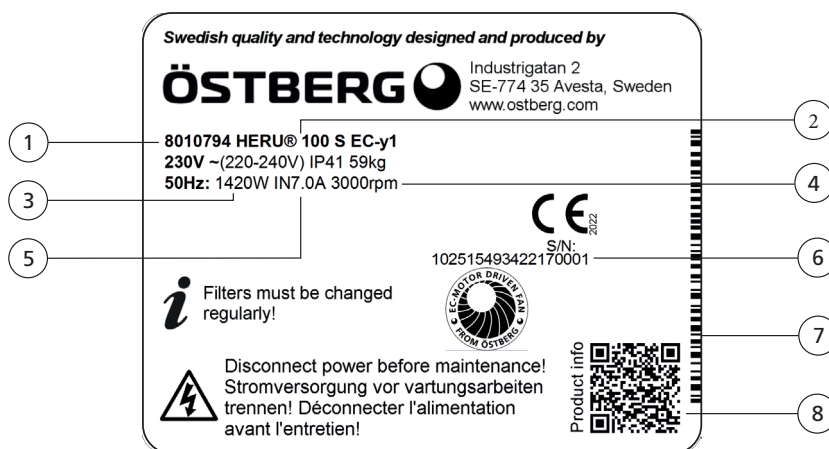 Swedish quality and technology designed and produced by
ÖSTBERG
Industrigatan 2
SE-774 35 Avesta, Sweden
www.ostberg.com
1
8010794 HERU® 100 S EC-y1
2
230V ~(220-240V) IP41 59kg
3
50Hz: 1420W IN7.0A 3000rpm
4
CE
2022
5
S/N:
102515493422170001
6
i
Filters must be changed
regularly!
EC-MOTOR DRIVEN FAN
FROM ÖSTBERG
7
Disconnect power before maintenance!
Stromversorgung vor vartungsarbeiten
trennen! Déconnecter l'alimentation
avant l'entretien!
Product info
8